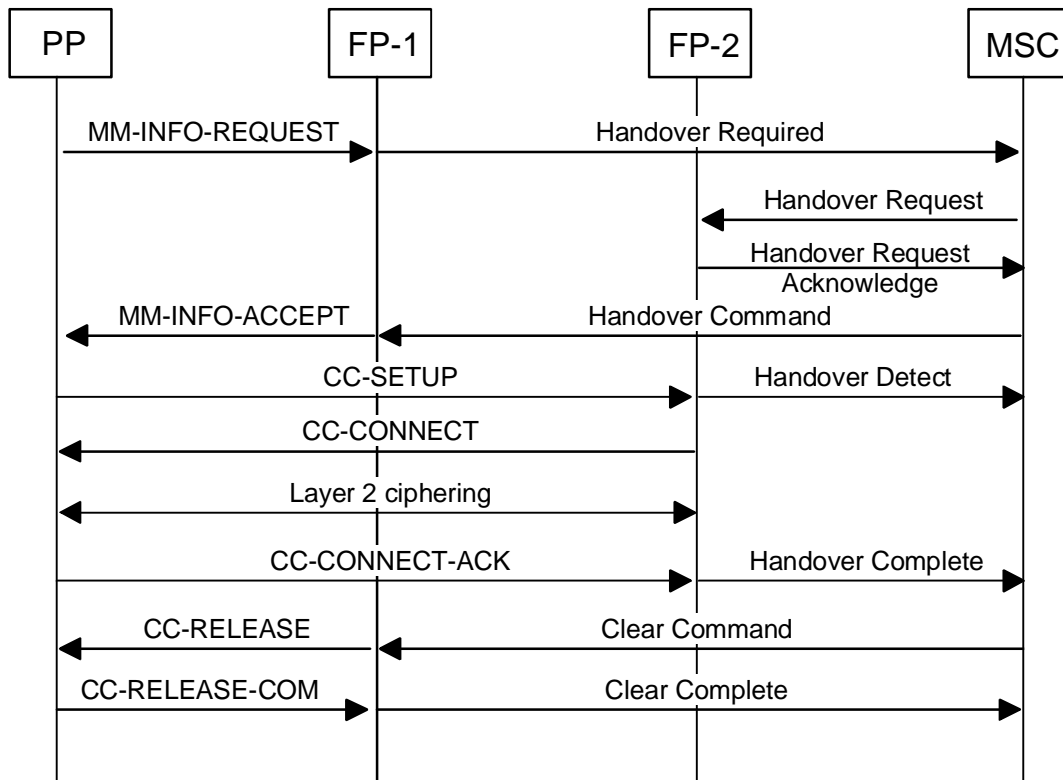 PP
FP-1
FP-2
MSC
MM-INFO-REQUEST
Handover Required
Handover Request
Handover Request
Acknowledge
MM-INFO-ACCEPT
Handover Command
CC-SETUP
Handover Detect
CC-CONNECT
Layer 2 ciphering
CC-CONNECT-ACK
Handover Complete
CC-RELEASE
Clear Command
CC-RELEASE-COM
Clear Complete